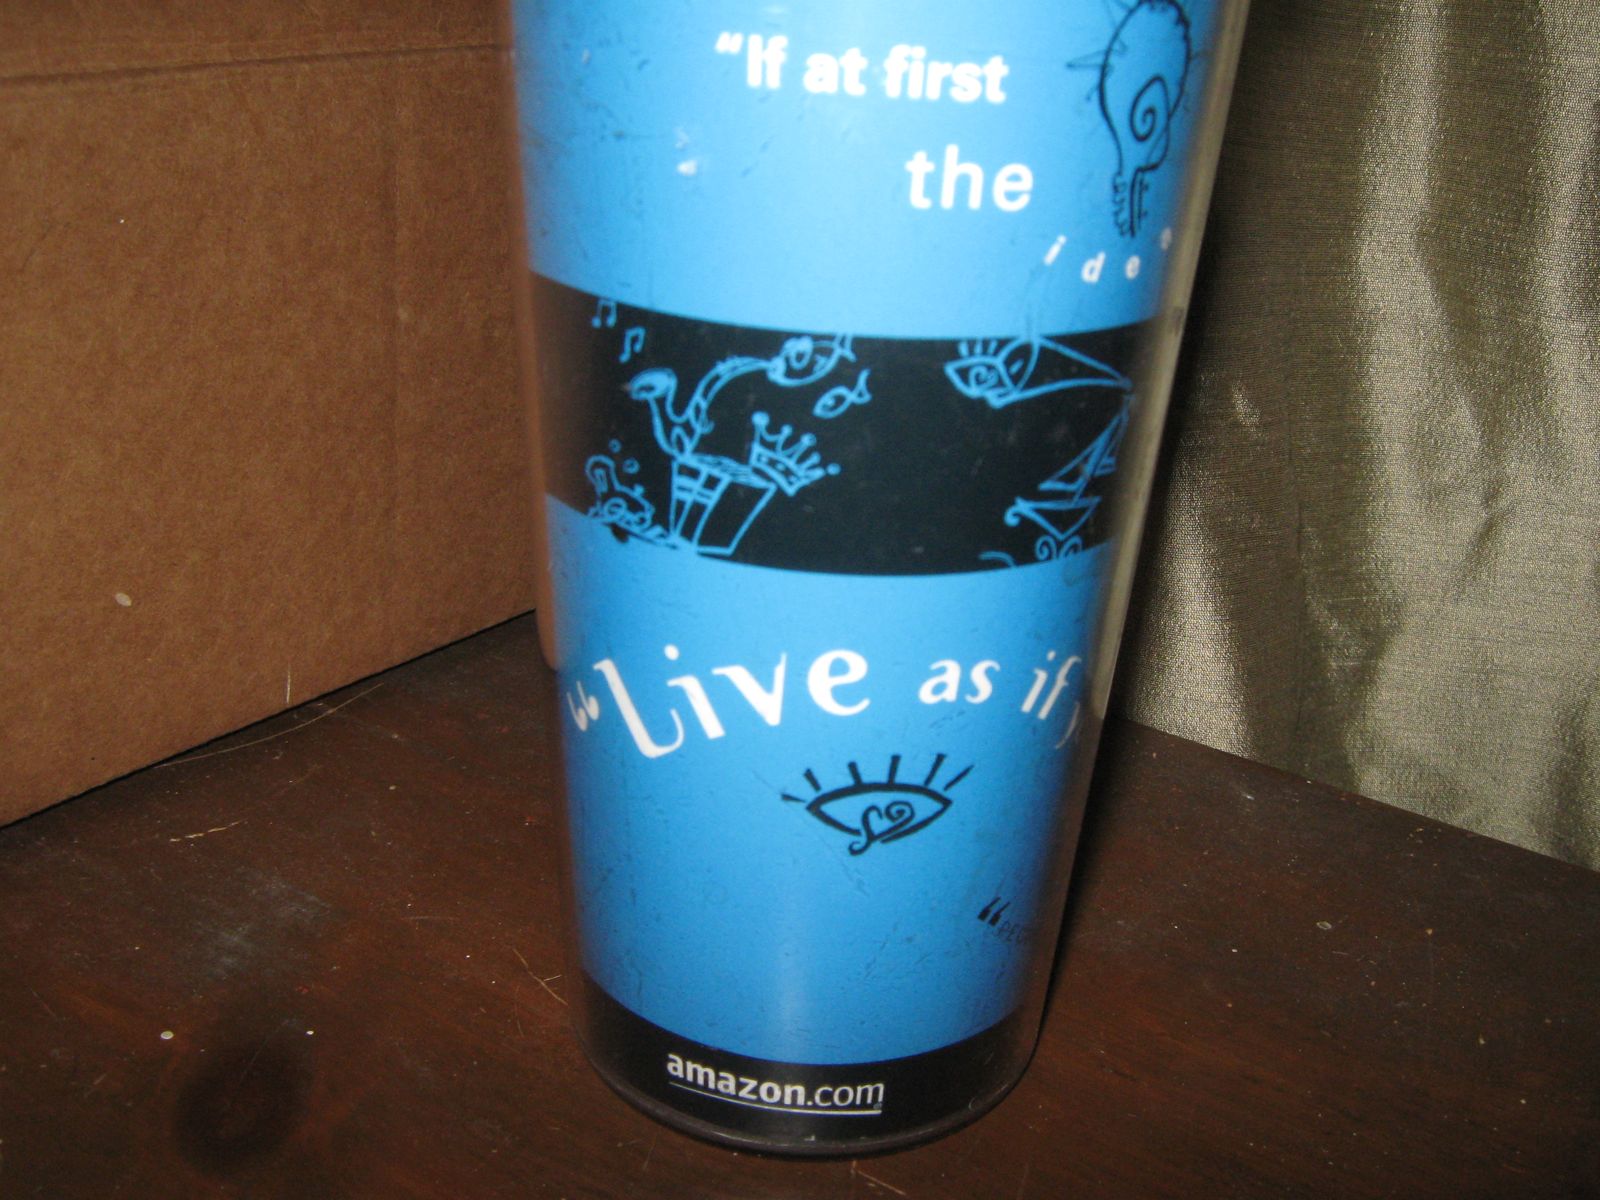 "If at first
the
ide
“Live as if
“
amazon.com